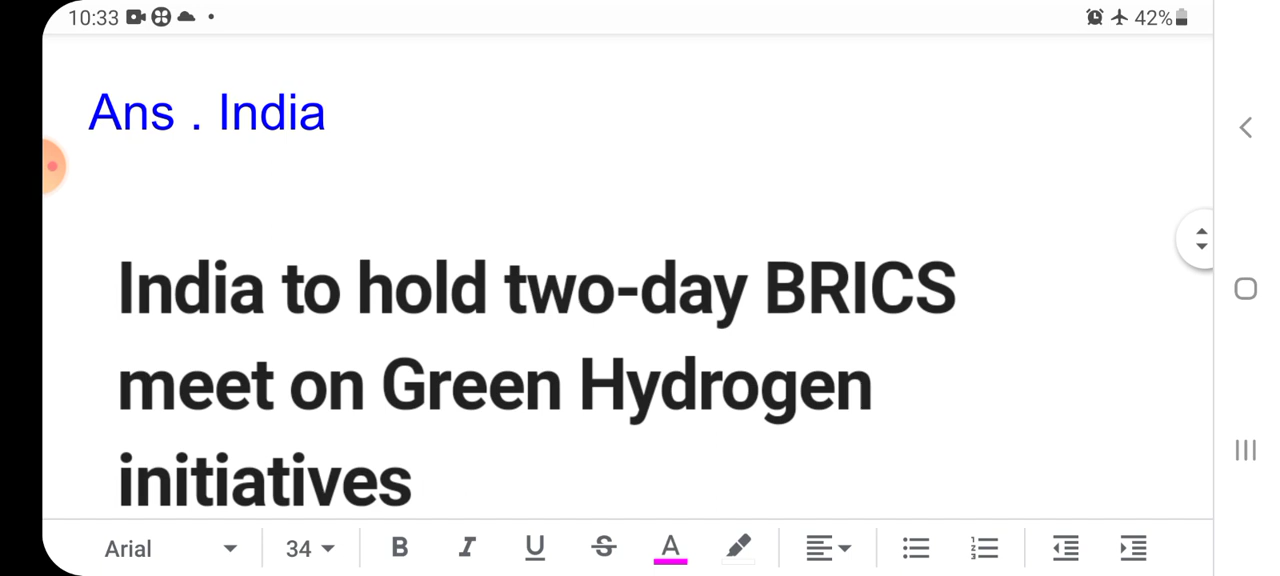 10:33
42%
Ans . India
India to hold two-day BRICS
meet on Green Hydrogen
initiatives
Arial 34 B I U S A